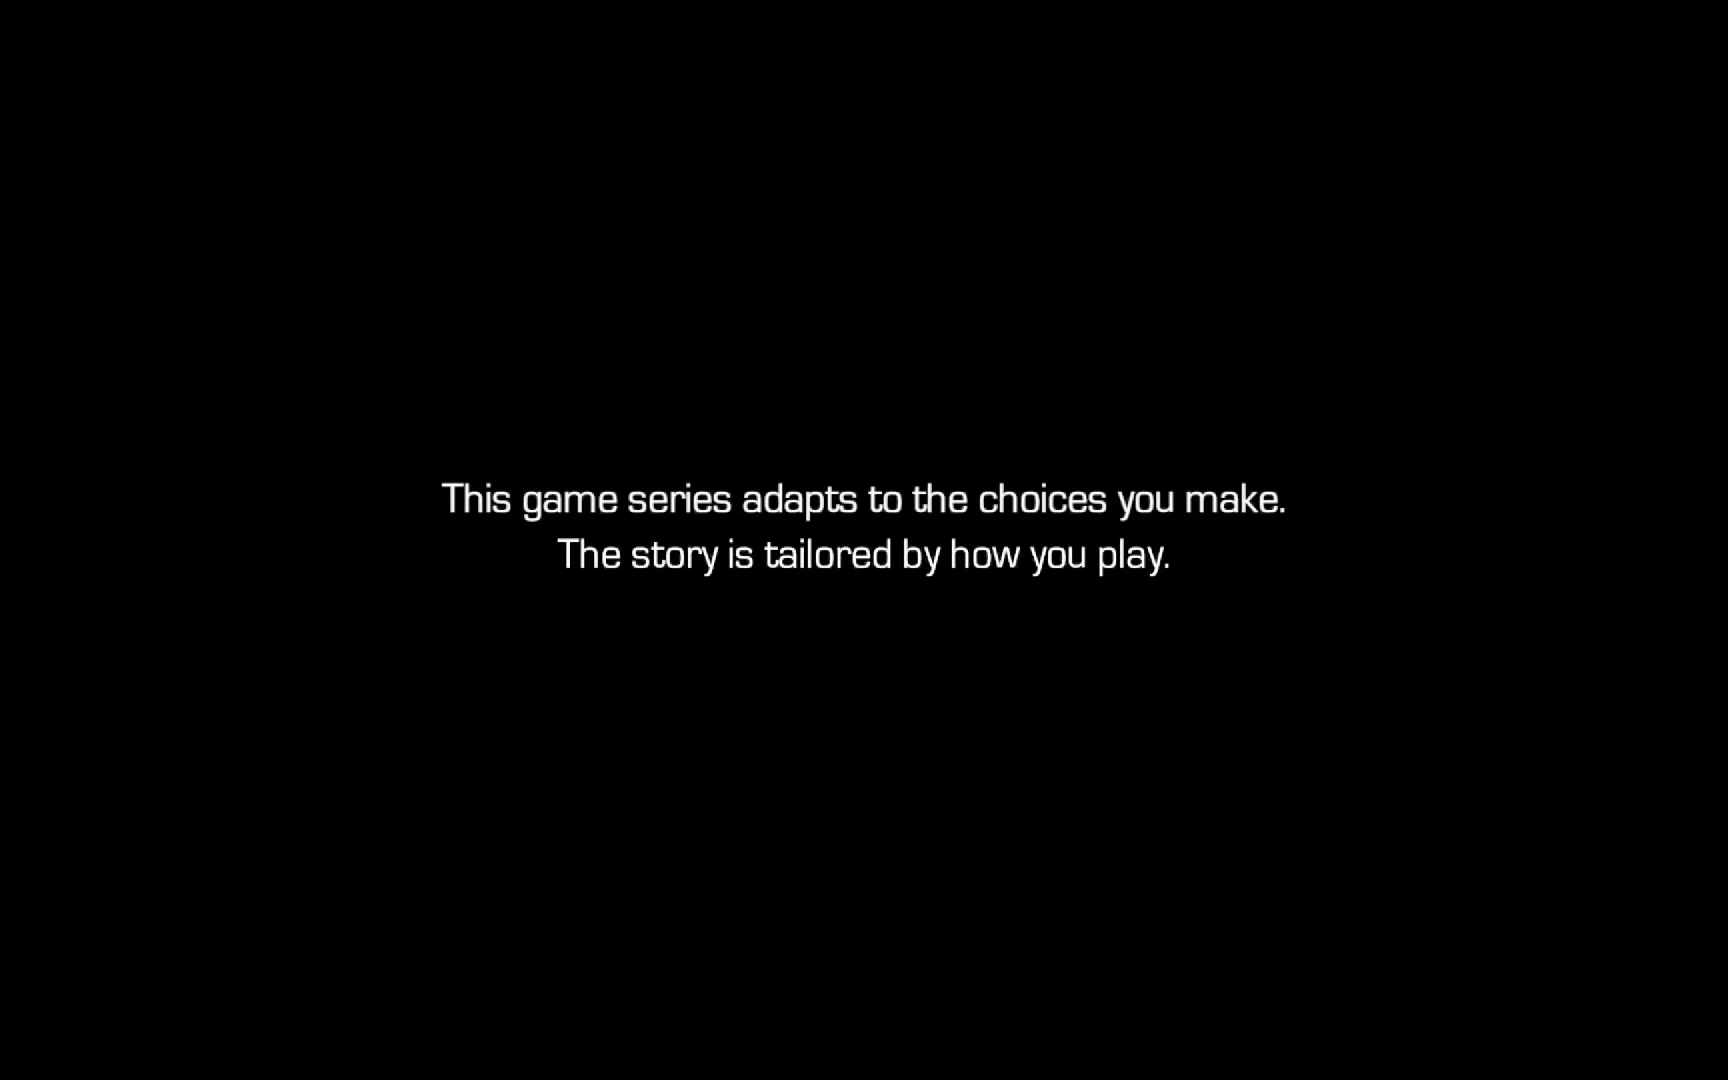 This game series adapts to the choices you make.
The story is tailored by how you play.